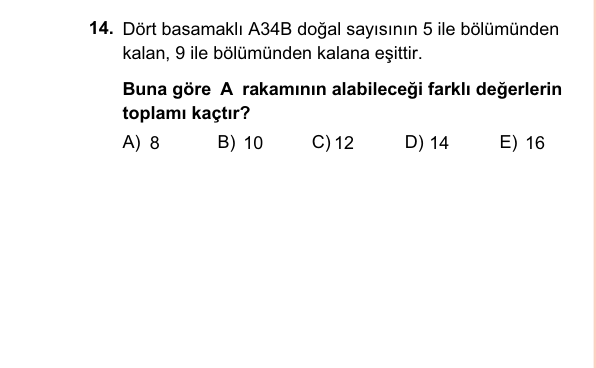 14. Dört basamaklı A34B doğal sayısının 5 ile bölümünden
kalan, 9 ile bölümünden kalana eşittir.
Buna göre A rakamının alabileceği farklı değerlerin
toplamı kaçtır?
A) 8 B) 10 C) 12 D) 14 E) 16